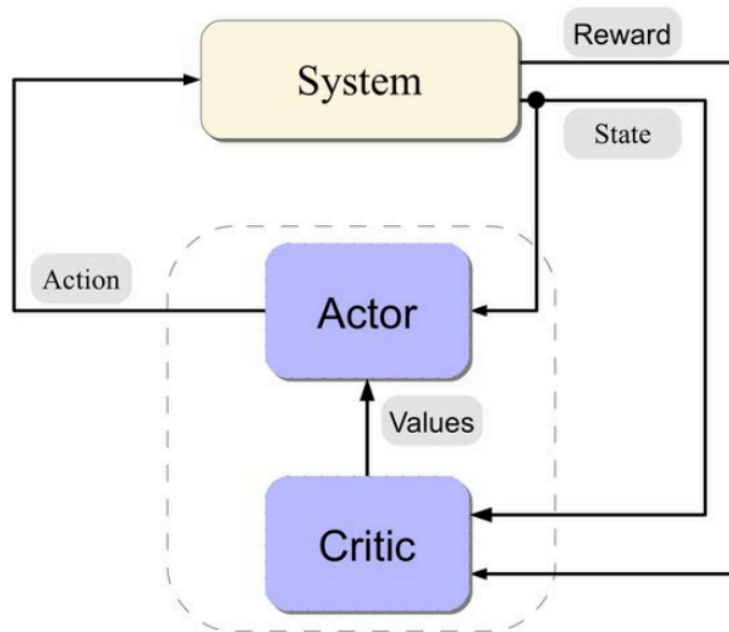 Reward
System
State
Action
Actor
Values
Critic